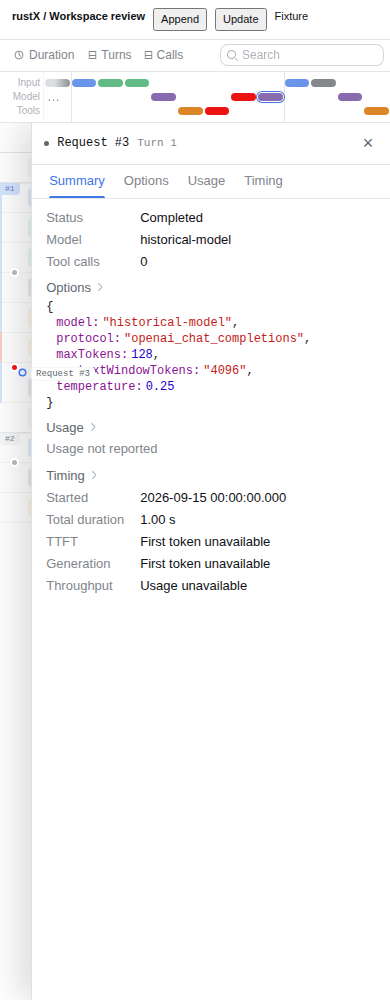 rustX / Workspace review Append Update Fixture
Duration Turns Calls Search
Input
Model ...
Tools
Request #3 Turn 1 ×
#1
Summary Options Usage Timing
Status Completed
Model historical-model
Tool calls 0
Options
{
model: "historical-model",
protocol: "openai_chat_completions",
maxTokens: 128,
Request #3 xtWindowTokens: "4096",
temperature: 0.25
}
Usage
#2
Usage not reported
Timing
Started 2026-09-15 00:00:00.000
Total duration 1.00 s
TTFT First token unavailable
Generation First token unavailable
Throughput Usage unavailable